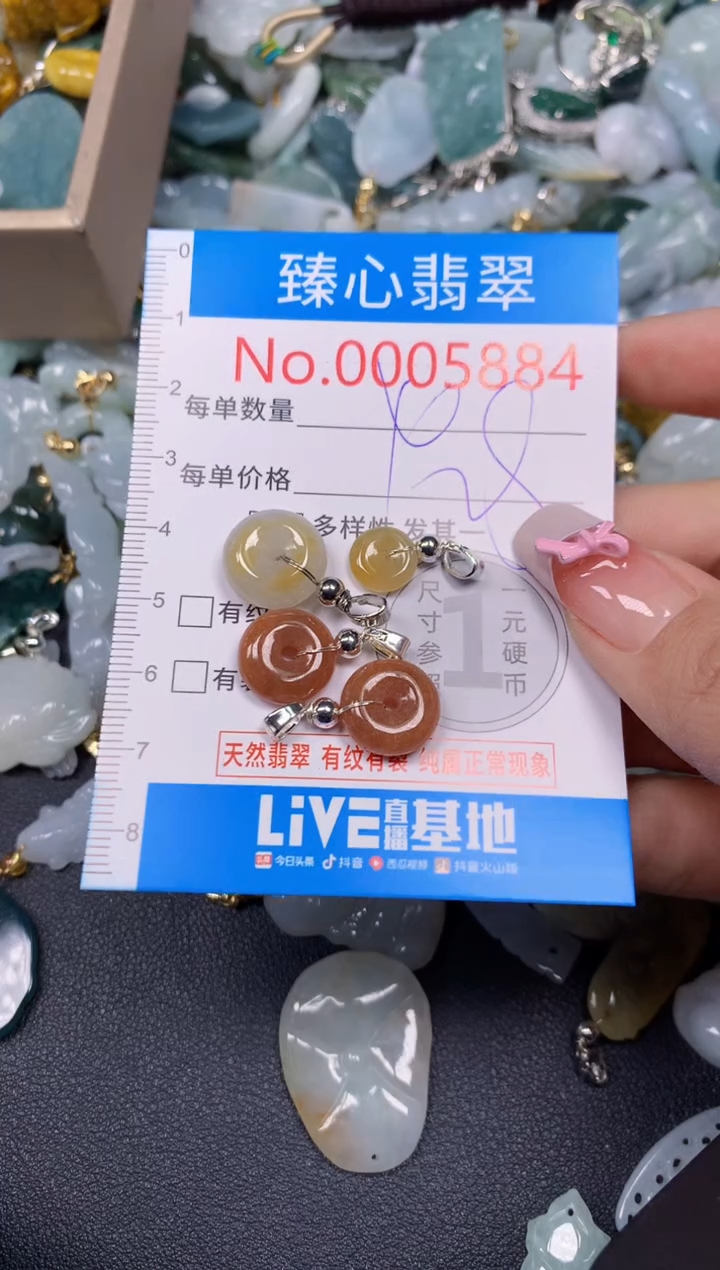 0
臻心翡翠
1
No.0005884
2
每单数量
3
每单价格
4
多样性 发其一
5
有纹
尺寸参照
1
一元硬币
6
有裂
7
天然翡翠 有纹有裂 纯属正常现象
8
LiVE直播基地
今日头条 抖音 西瓜视频 抖音火山版